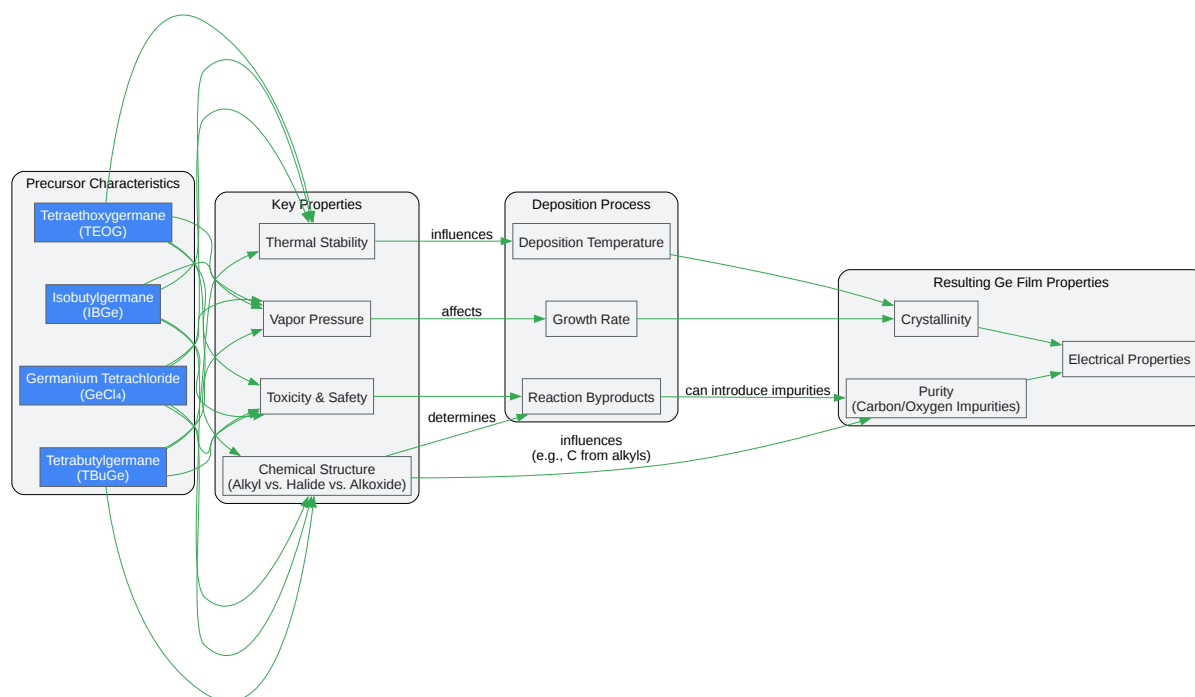 Precursor Characteristics
Tetraethoxygermane
(TEOG)
Isobutylgermane
(IBGe)
Germanium Tetrachloride
(GeCl₄)
Tetrabutylgermane
(TBuGe)
Key Properties
Thermal Stability
Vapor Pressure
Toxicity & Safety
Chemical Structure
(Alkyl vs. Halide vs. Alkoxide)
influences
affects
determines
influences
(e.g., C from alkyls)
Deposition Process
Deposition Temperature
Growth Rate
Reaction Byproducts
can introduce impurities
Resulting Ge Film Properties
Crystallinity
Purity
(Carbon/Oxygen Impurities)
Electrical Properties